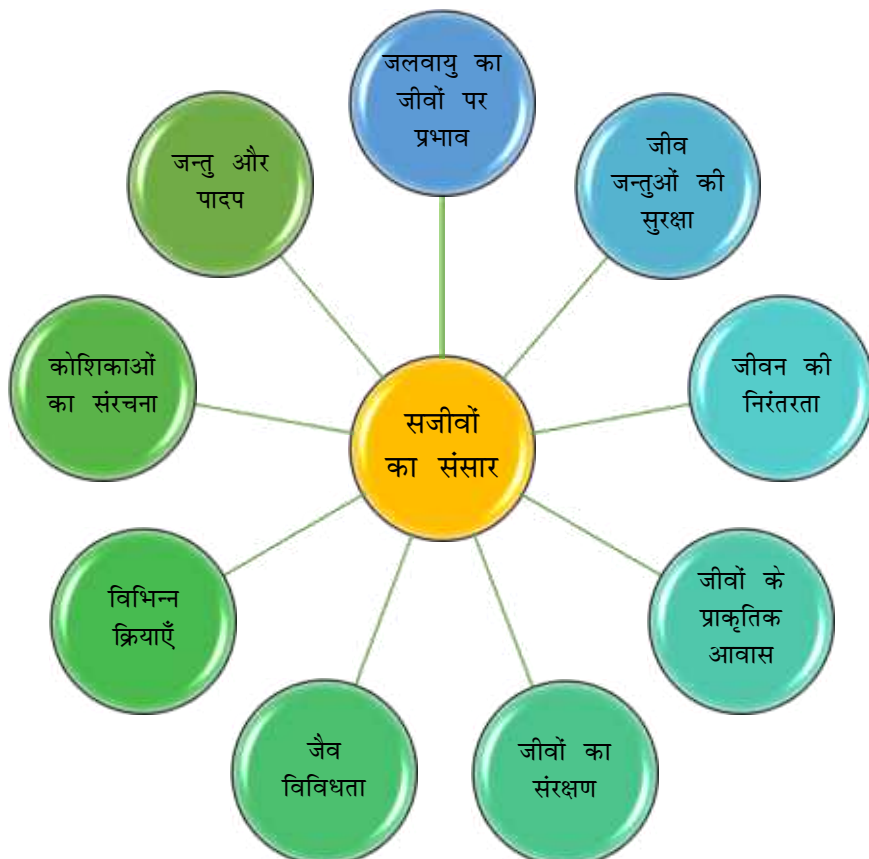 जलवायु का
जीवों पर
प्रभाव
जीव
जन्तुओं की
सुरक्षा
जीवन की
निरंतरता
जीवों के
प्राकृतिक
आवास
जीवों का
संरक्षण
जैव
विविधता
विभिन्न
क्रियाएँ
कोशिकाओं
का संरचना
जन्तु और
पादप
सजीवों
का संसार